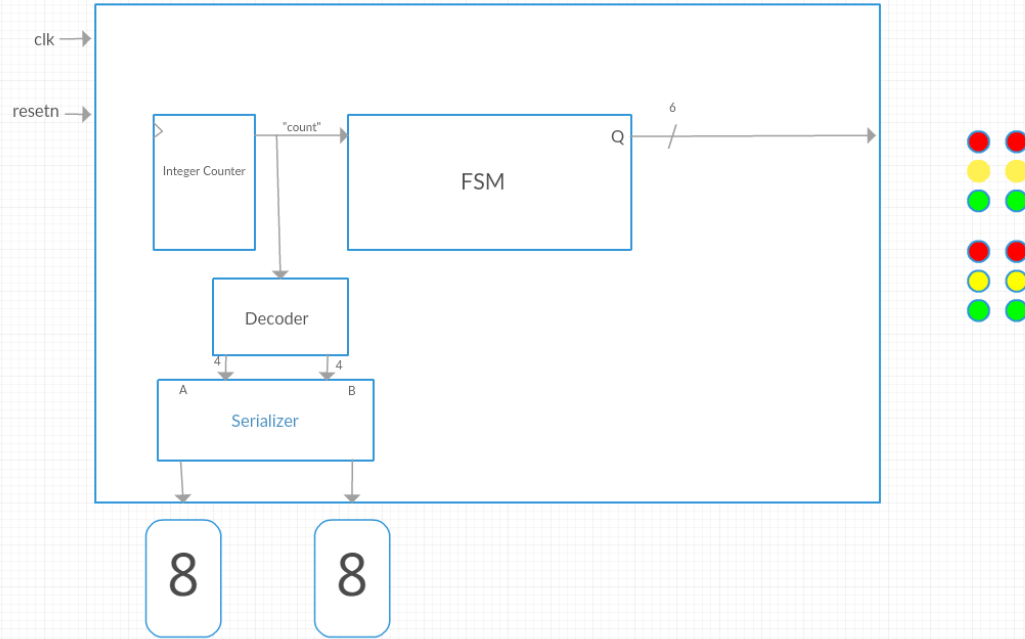 clk
resetn
6
"count"
Q
Integer Counter
FSM
Decoder
4
4
A
B
Serializer
8
8